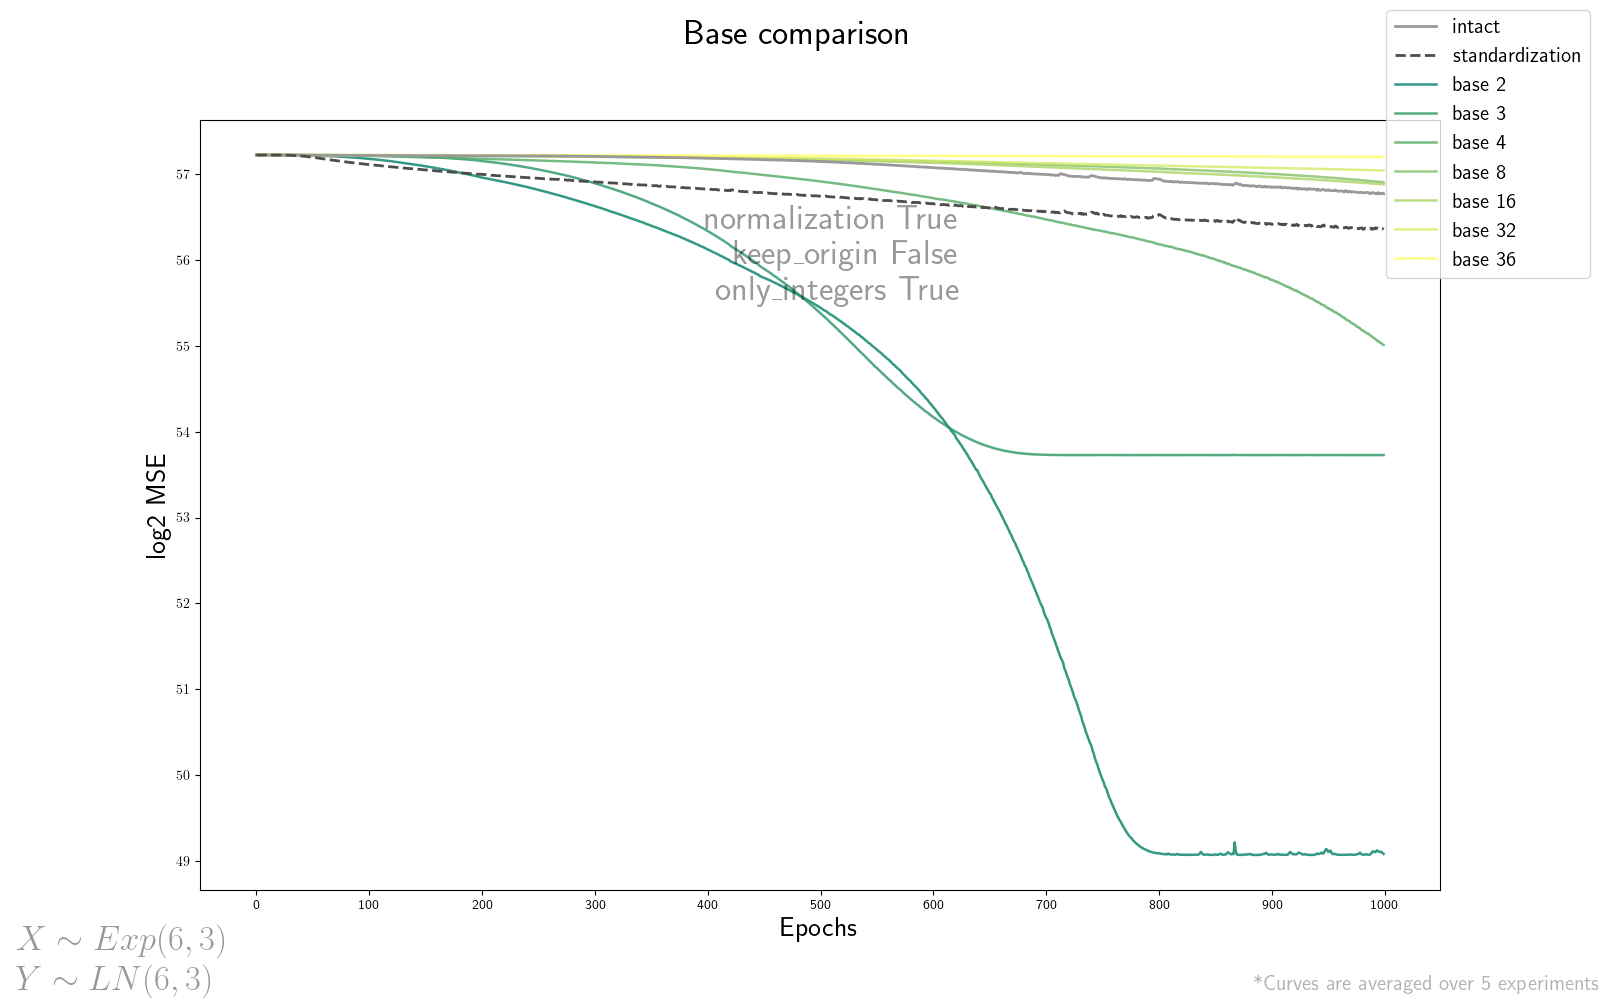 Base comparison
intact
standardization
base 2
base 3
base 4
base 8
base 16
base 32
base 36
normalization True
keep_origin False
only_integers True
log2 MSE
57
56
55
54
53
52
51
50
49
0 100 200 300 400 500 600 700 800 900 1000
Epochs
X ∼ Exp(6, 3)
Y ∼ LN(6, 3)
*Curves are averaged over 5 experiments